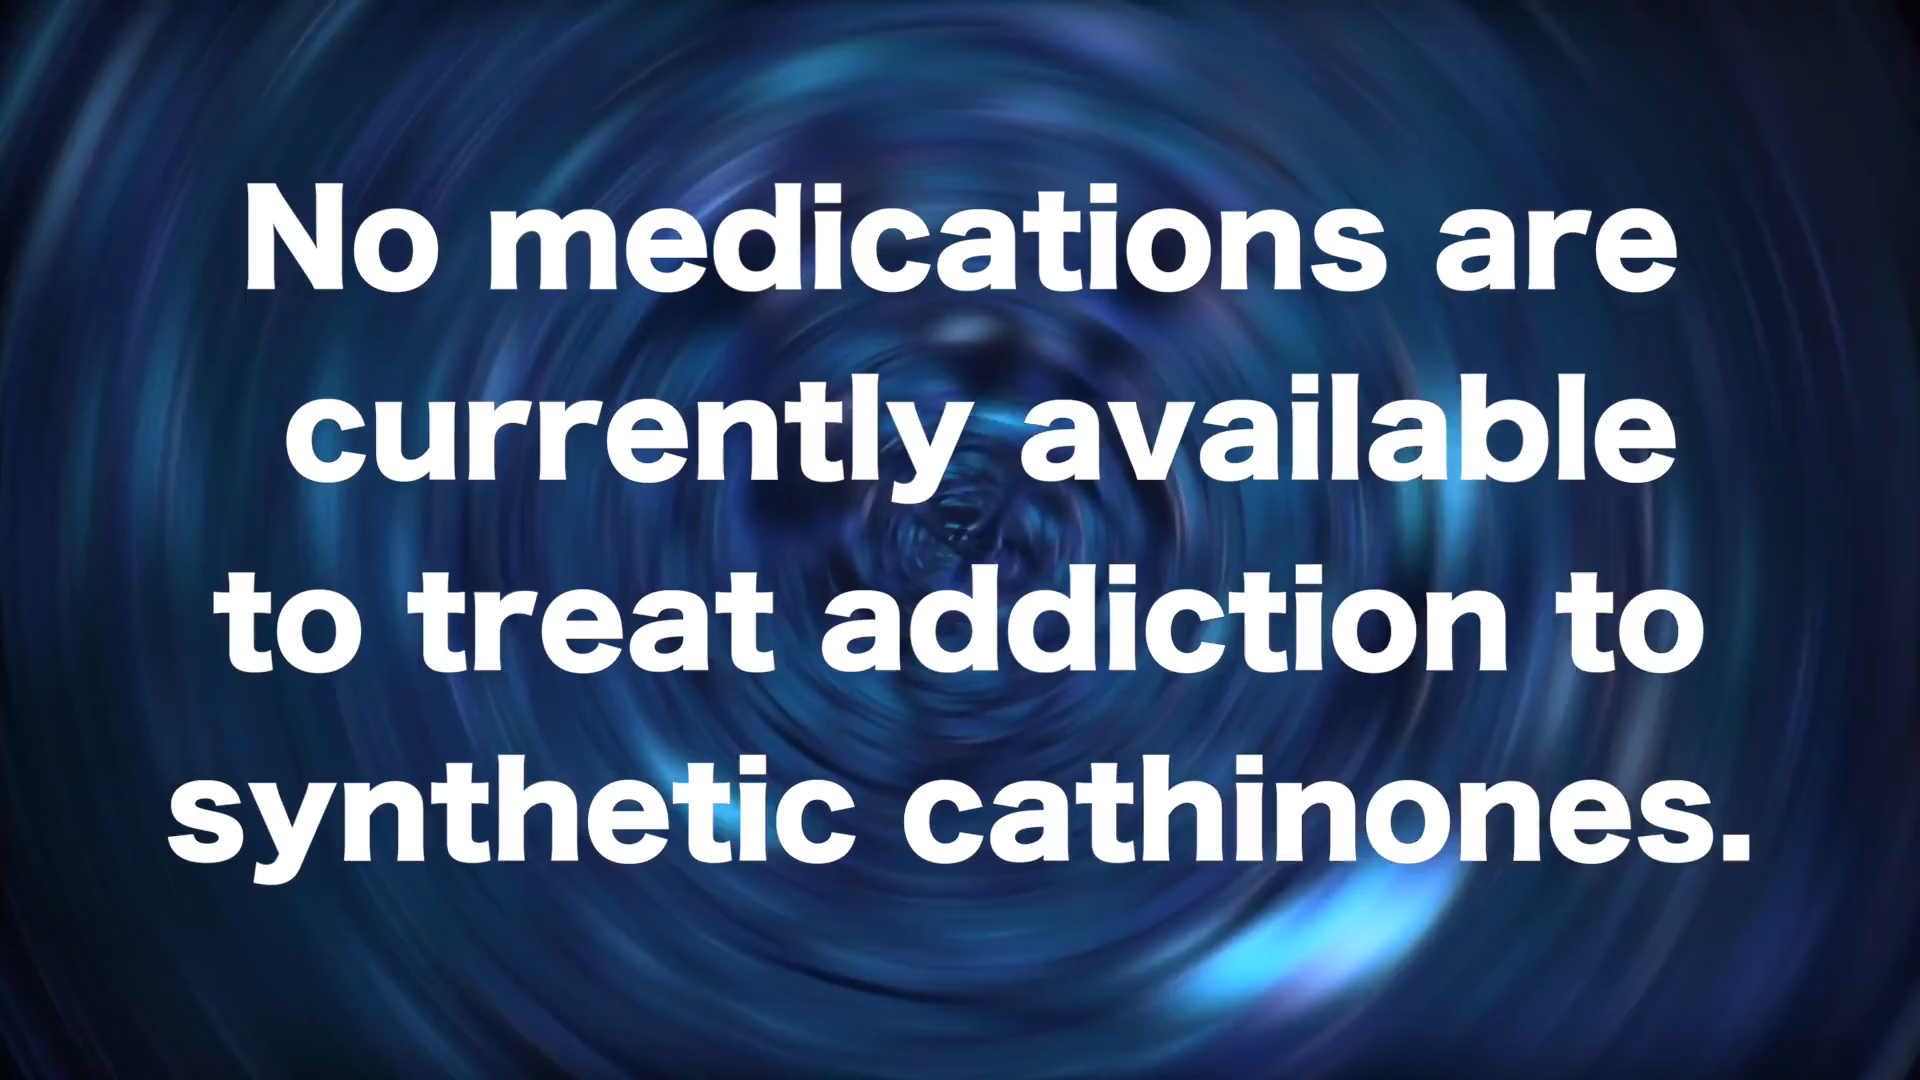 No medications are
currently available
to treat addiction to
synthetic cathinones.